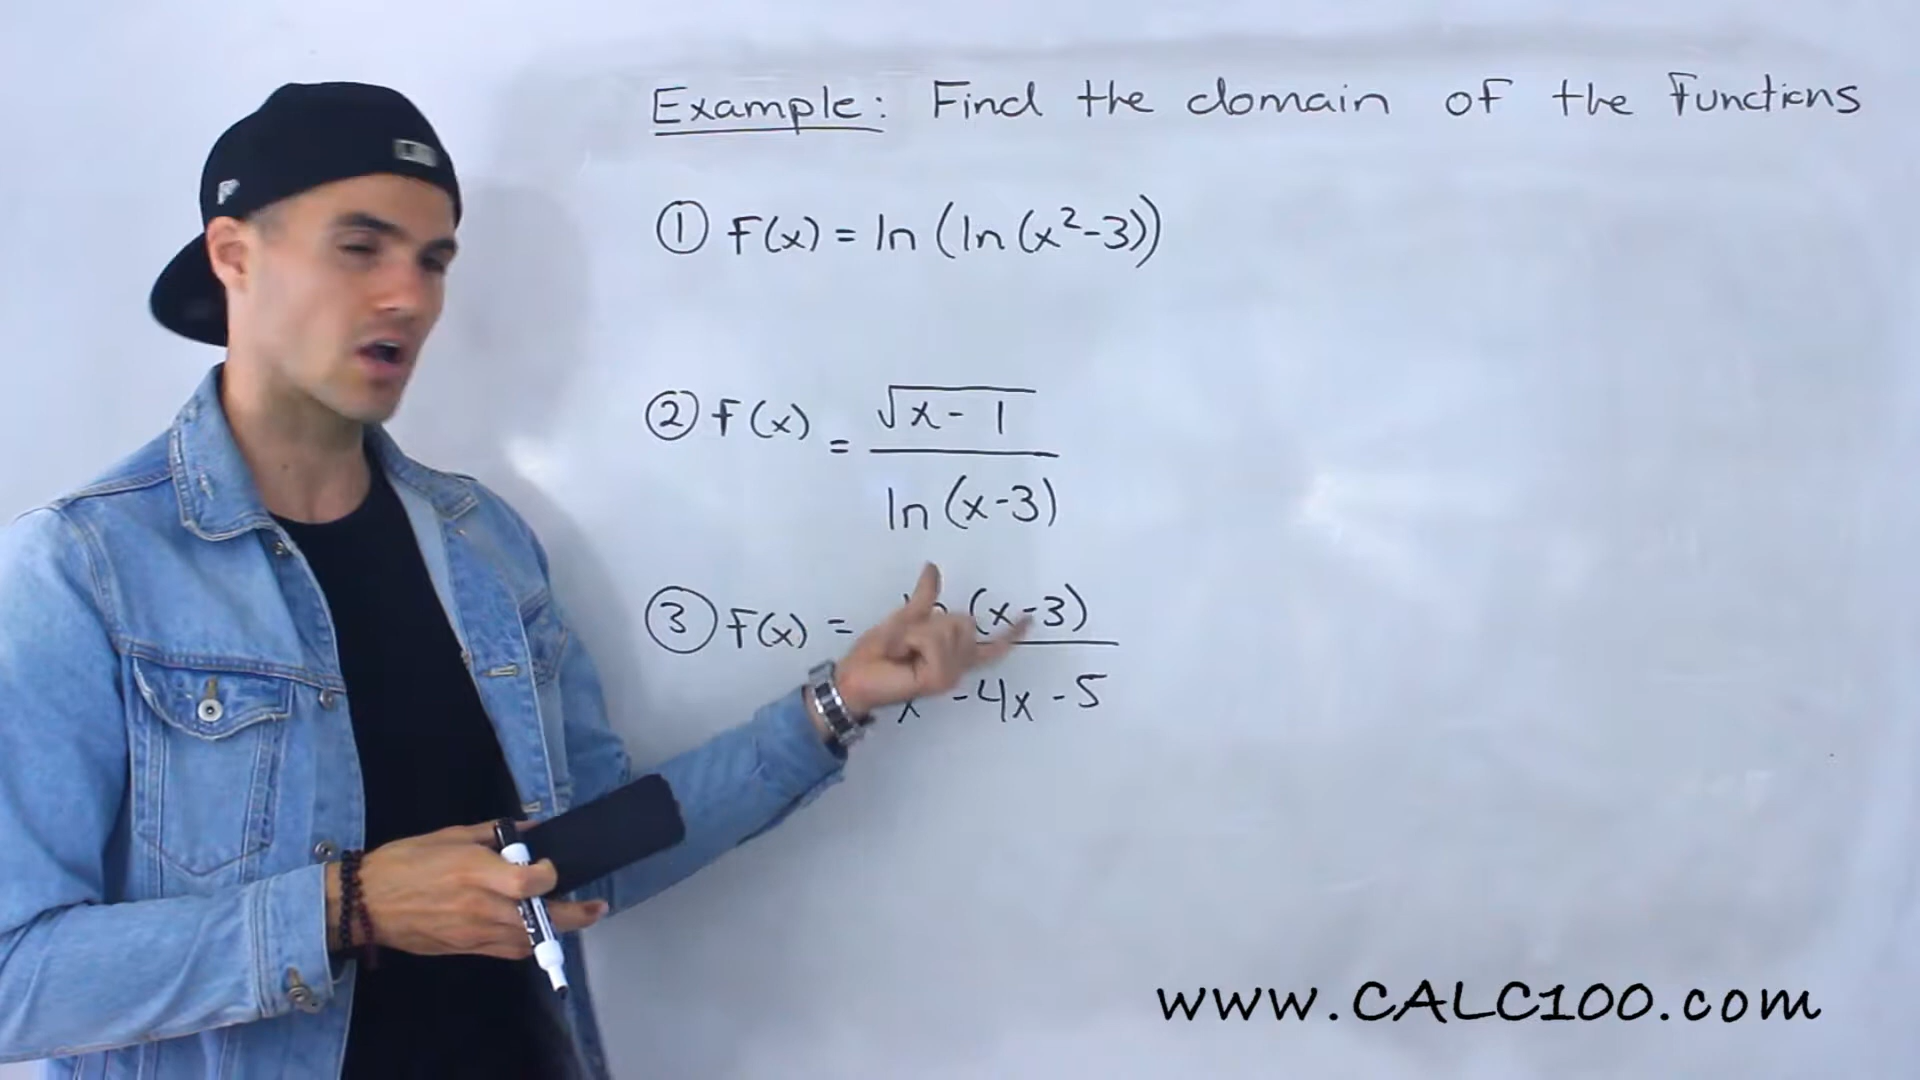 Example: Find the domain of the functions
① f(x) = ln (ln (x²-3))
② f(x) = √x-1
ln (x-3)
③ f(x) = (x-3)
-4x -5
www.CALC100.com